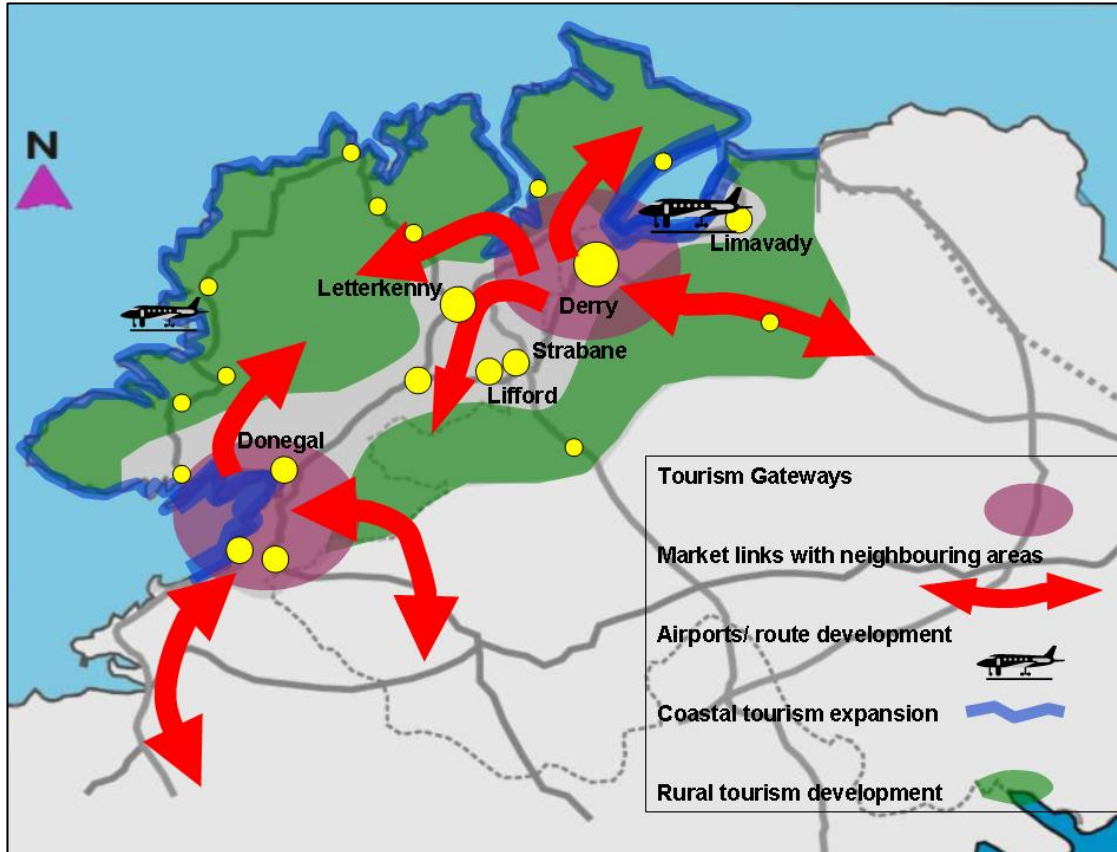 N
Limavady
Letterkenny
Derry
Strabane
Lifford
Donegal
Tourism Gateways
Market links with neighbouring areas
Airports/ route development
Coastal tourism expansion
Rural tourism development